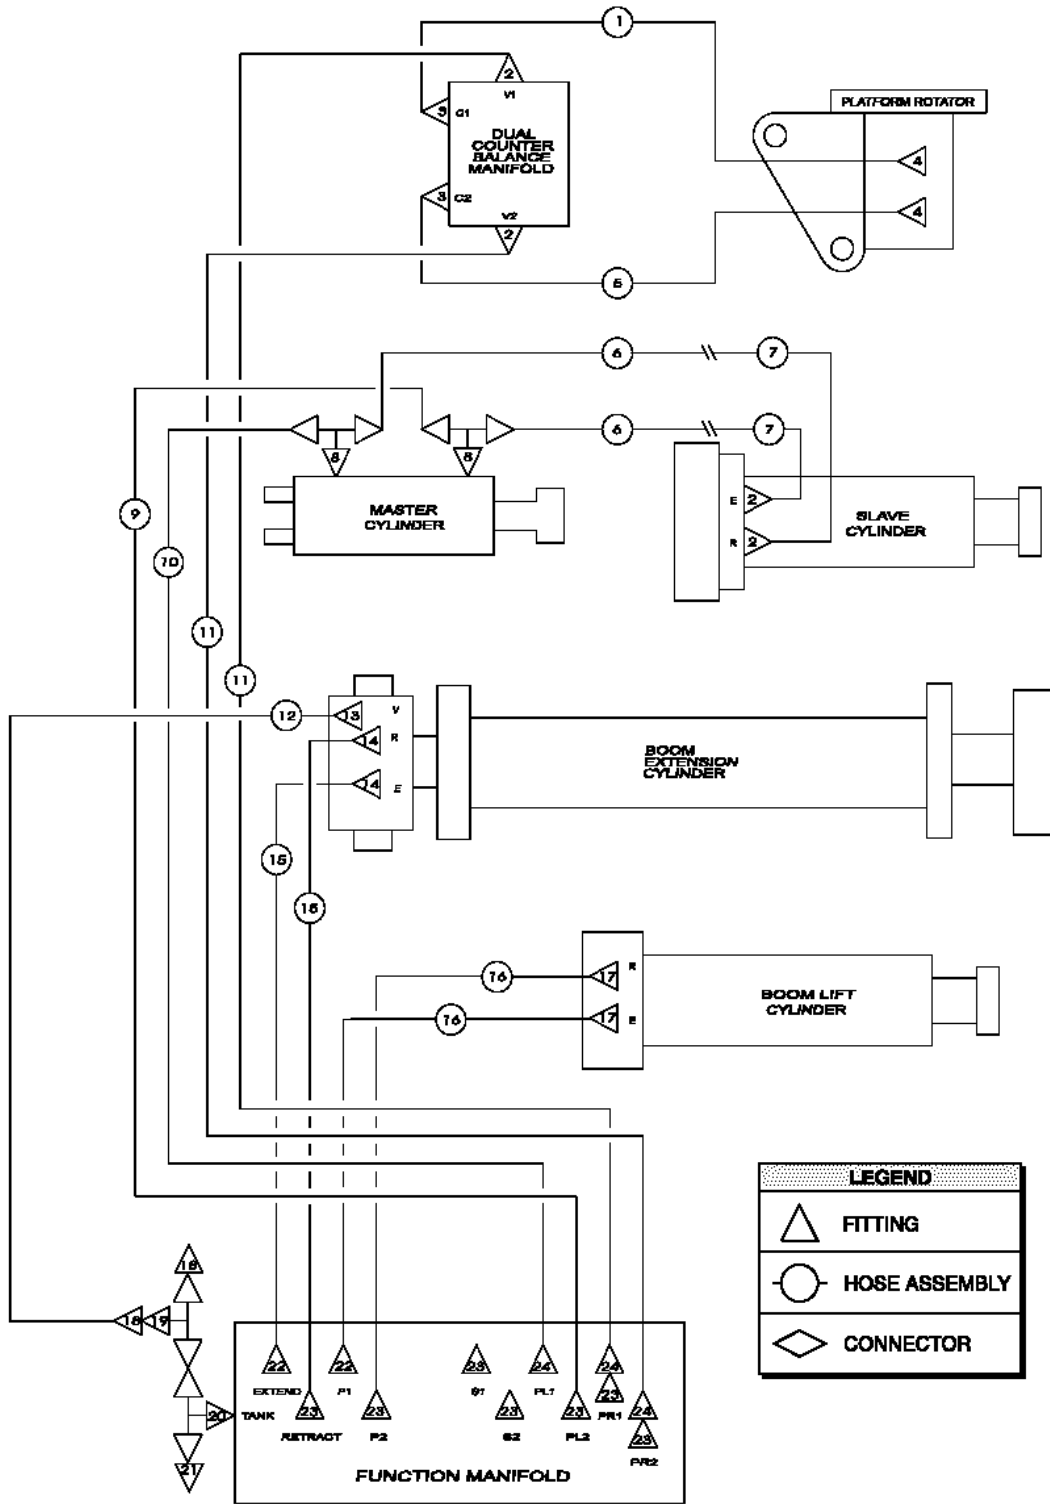 1
2
V1
3 C1
DUAL
COUNTER
BALANCE
MANIFOLD
3 C2
V2
2
PLATFORM ROTATOR
4
4
5
6
7
6
7
8
8
MASTER
CYLINDER
E 2
R 2
SLAVE
CYLINDER
9
10
11
11
12
13 V
14 R
14 E
BOOM
EXTENSION
CYLINDER
15
15
16
17 R
16
17 E
BOOM LIFT
CYLINDER
LEGEND
FITTING
HOSE ASSEMBLY
CONNECTOR
18 19
20 TANK
21
22
EXTEND
23
RETRACT
22
P1
23
P2
23
S1
23
S2
24
PL1
23
PL2
24
23
PR1
24
23
PR2
FUNCTION MANIFOLD